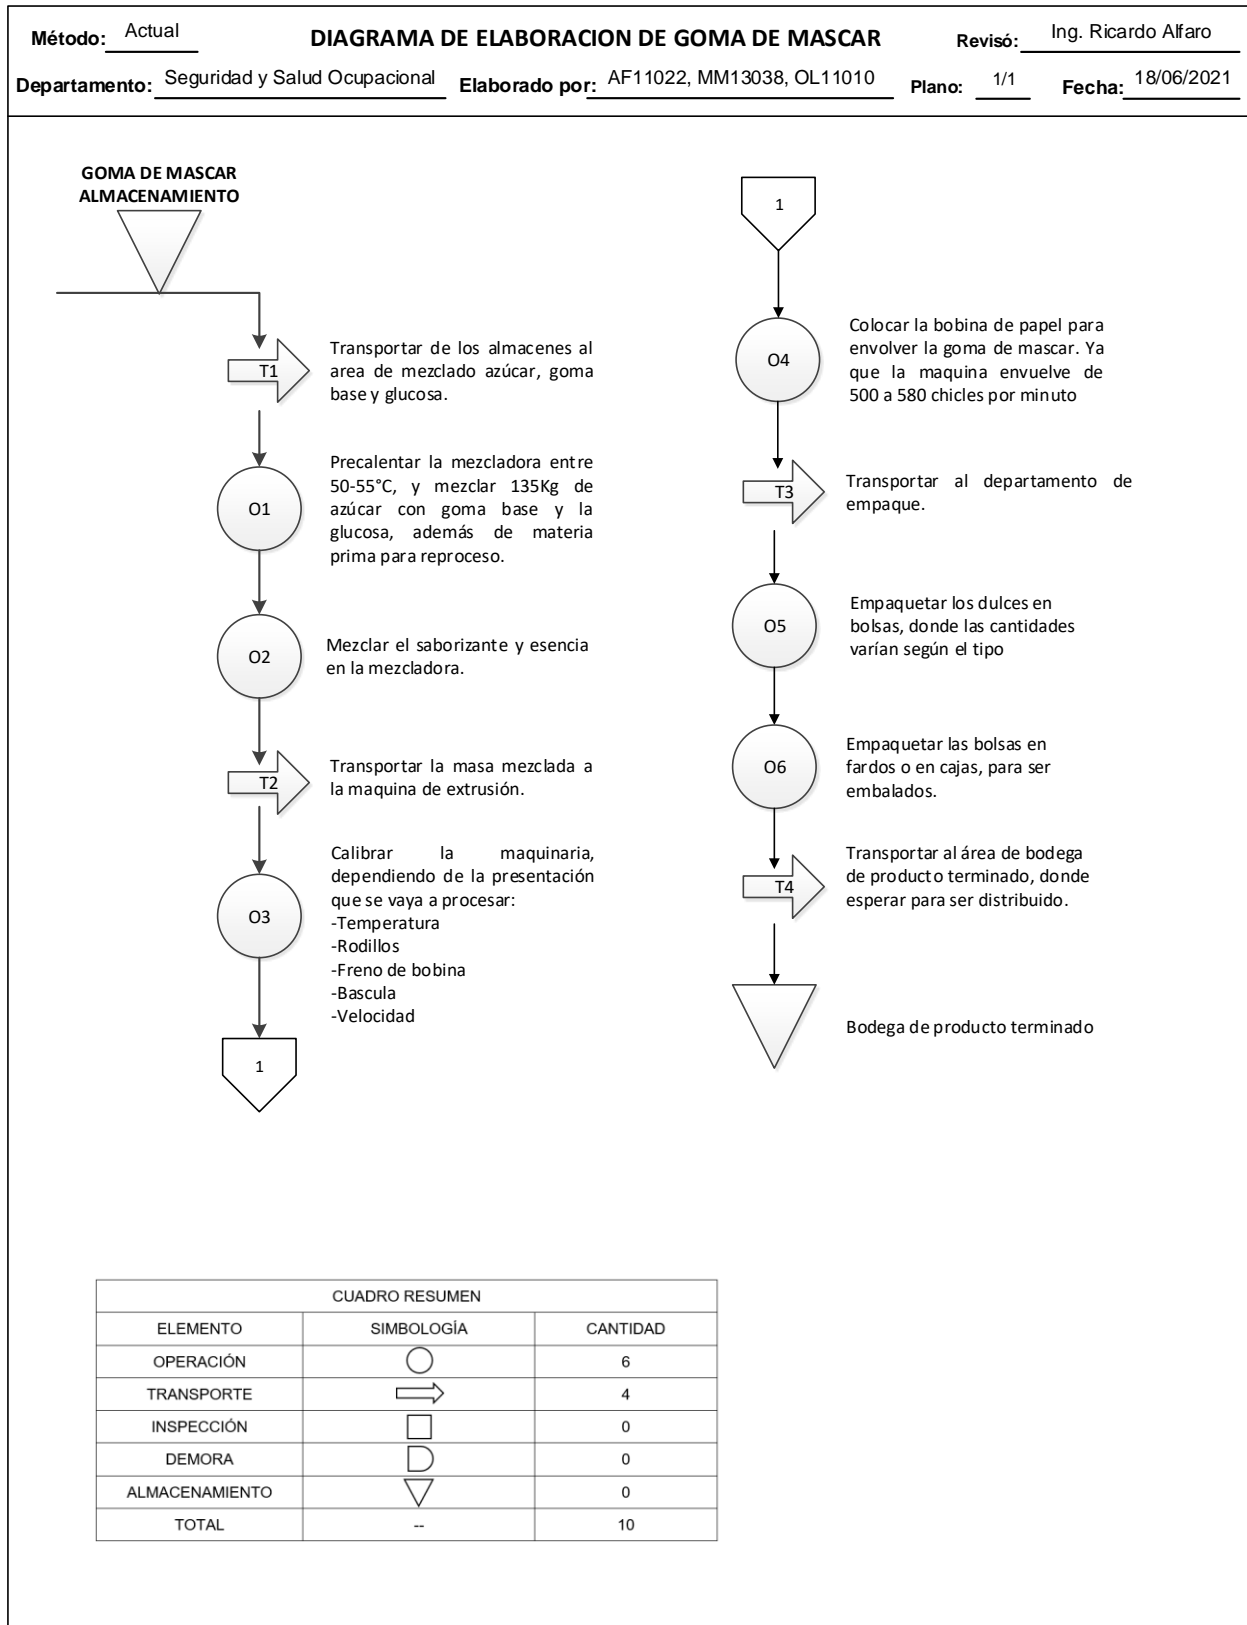 Método: Actual DIAGRAMA DE ELABORACION DE GOMA DE MASCAR Revisó: Ing. Ricardo Alfaro
Departamento: Seguridad y Salud Ocupacional Elaborado por: AF11022, MM13038, OL11010 Plano: 1/1 Fecha: 18/06/2021
GOMA DE MASCAR
ALMACENAMIENTO
T1
Transportar de los almacenes al
area de mezclado azúcar, goma
base y glucosa.
O1
Precalentar la mezcladora entre
50-55°C, y mezclar 135Kg de
azúcar con goma base y la
glucosa, además de materia
prima para reproceso.
O2
Mezclar el saborizante y esencia
en la mezcladora.
T2
Transportar la masa mezclada a
la maquina de extrusión.
O3
Calibrar la maquinaria,
dependiendo de la presentación
que se vaya a procesar:
-Temperatura
-Rodillos
-Freno de bobina
-Bascula
-Velocidad
1
1
O4
Colocar la bobina de papel para
envolver la goma de mascar. Ya
que la maquina envuelve de
500 a 580 chicles por minuto
T3
Transportar al departamento de
empaque.
O5
Empaquetar los dulces en
bolsas, donde las cantidades
varían según el tipo
O6
Empaquetar las bolsas en
fardos o en cajas, para ser
embalados.
T4
Transportar al área de bodega
de producto terminado, donde
esperar para ser distribuido.
Bodega de producto terminado
CUADRO RESUMEN
ELEMENTO SIMBOLOGÍA CANTIDAD
OPERACIÓN 6
TRANSPORTE 4
INSPECCIÓN 0
DEMORA 0
ALMACENAMIENTO 0
TOTAL -- 10